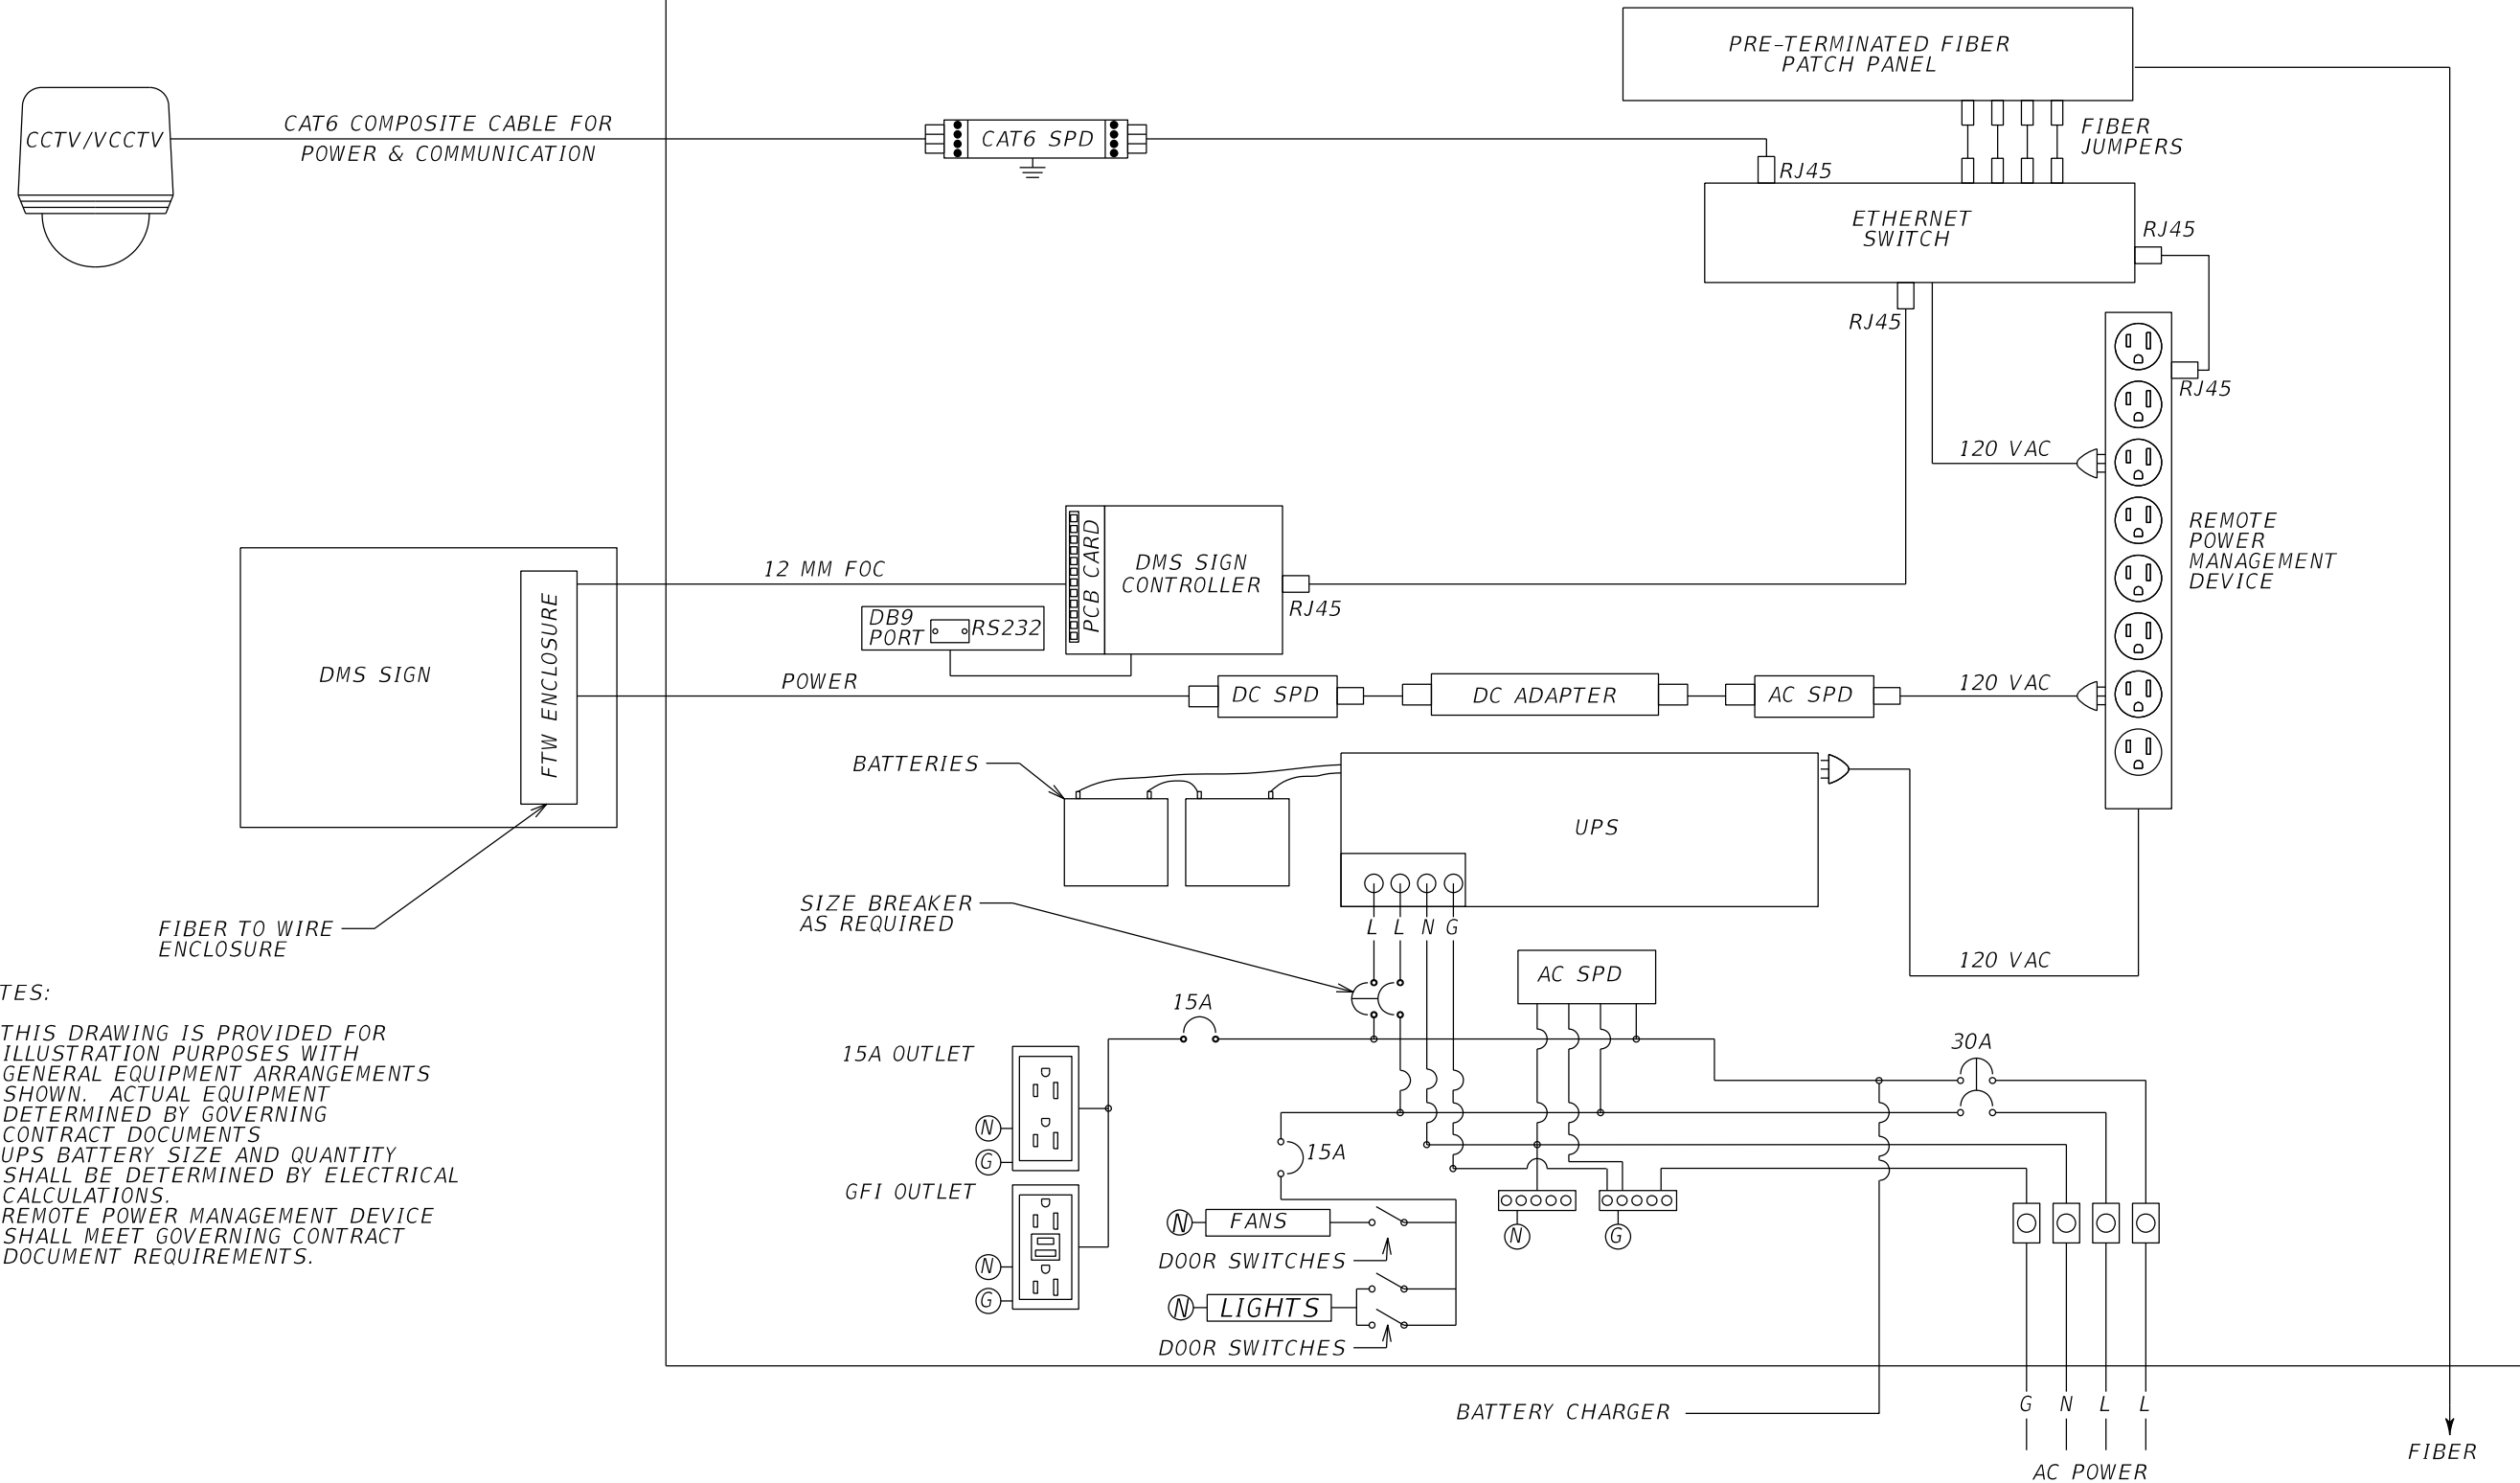 PRE-TERMINATED FIBER
PATCH PANEL
CCTV/VCCTV
CAT6 COMPOSITE CABLE FOR
POWER & COMMUNICATION
CAT6 SPD
FIBER
JUMPERS
RJ45
ETHERNET
SWITCH
RJ45
RJ45
RJ45
120 VAC
REMOTE
POWER
MANAGEMENT
DEVICE
12 MM FOC
PCB CARD
DMS SIGN
CONTROLLER
RJ45
DB9
PORT
RS232
DMS SIGN
FTW ENCLOSURE
POWER
DC SPD
DC ADAPTER
AC SPD
120 VAC
BATTERIES
UPS
SIZE BREAKER
AS REQUIRED
L L N G
FIBER TO WIRE
ENCLOSURE
120 VAC
AC SPD
TES:
THIS DRAWING IS PROVIDED FOR
ILLUSTRATION PURPOSES WITH
GENERAL EQUIPMENT ARRANGEMENTS
SHOWN. ACTUAL EQUIPMENT
DETERMINED BY GOVERNING
CONTRACT DOCUMENTS
UPS BATTERY SIZE AND QUANTITY
SHALL BE DETERMINED BY ELECTRICAL
CALCULATIONS.
REMOTE POWER MANAGEMENT DEVICE
SHALL MEET GOVERNING CONTRACT
DOCUMENT REQUIREMENTS.
15A
15A OUTLET
N
G
GFI OUTLET
N
G
30A
15A
N
FANS
DOOR SWITCHES
N
LIGHTS
DOOR SWITCHES
N
G
BATTERY CHARGER
G N L L
AC POWER
FIBER